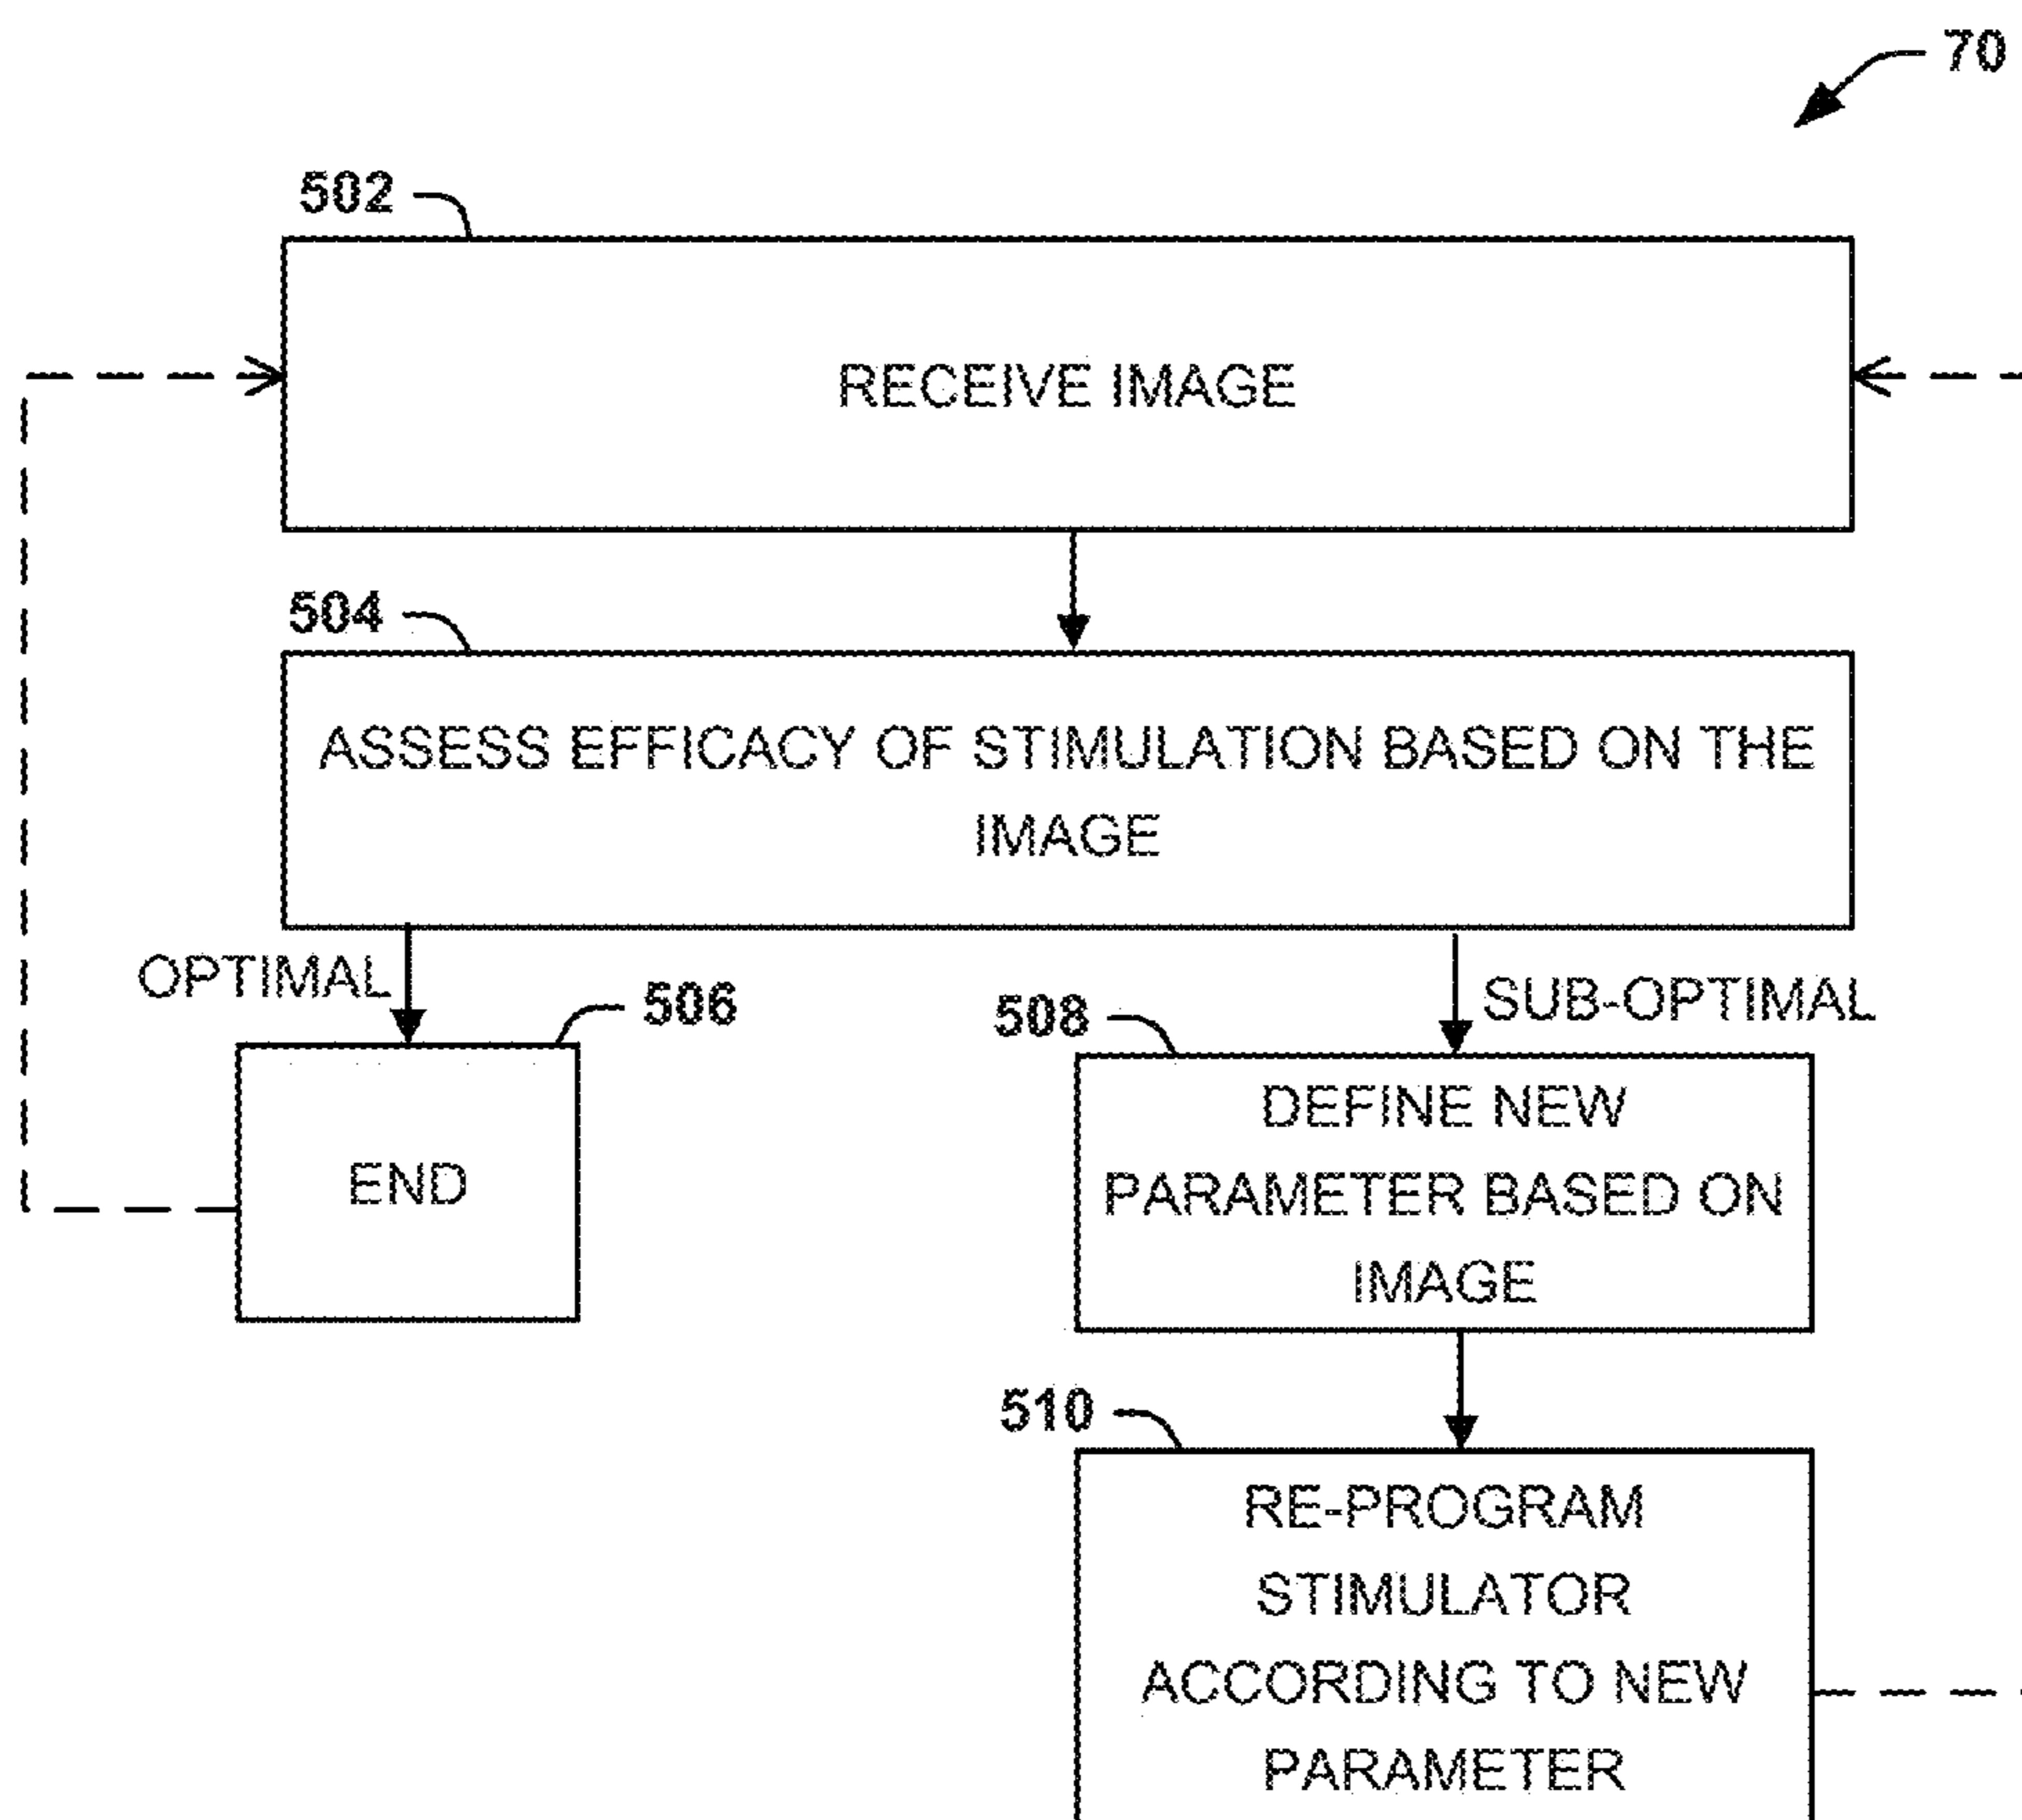 70
502
RECEIVE IMAGE
504
ASSESS EFFICACY OF STIMULATION BASED ON THE
IMAGE
OPTIMAL
506
END
SUB-OPTIMAL
508
DEFINE NEW
PARAMETER BASED ON
IMAGE
510
RE-PROGRAM
STIMULATOR
ACCORDING TO NEW
PARAMETER